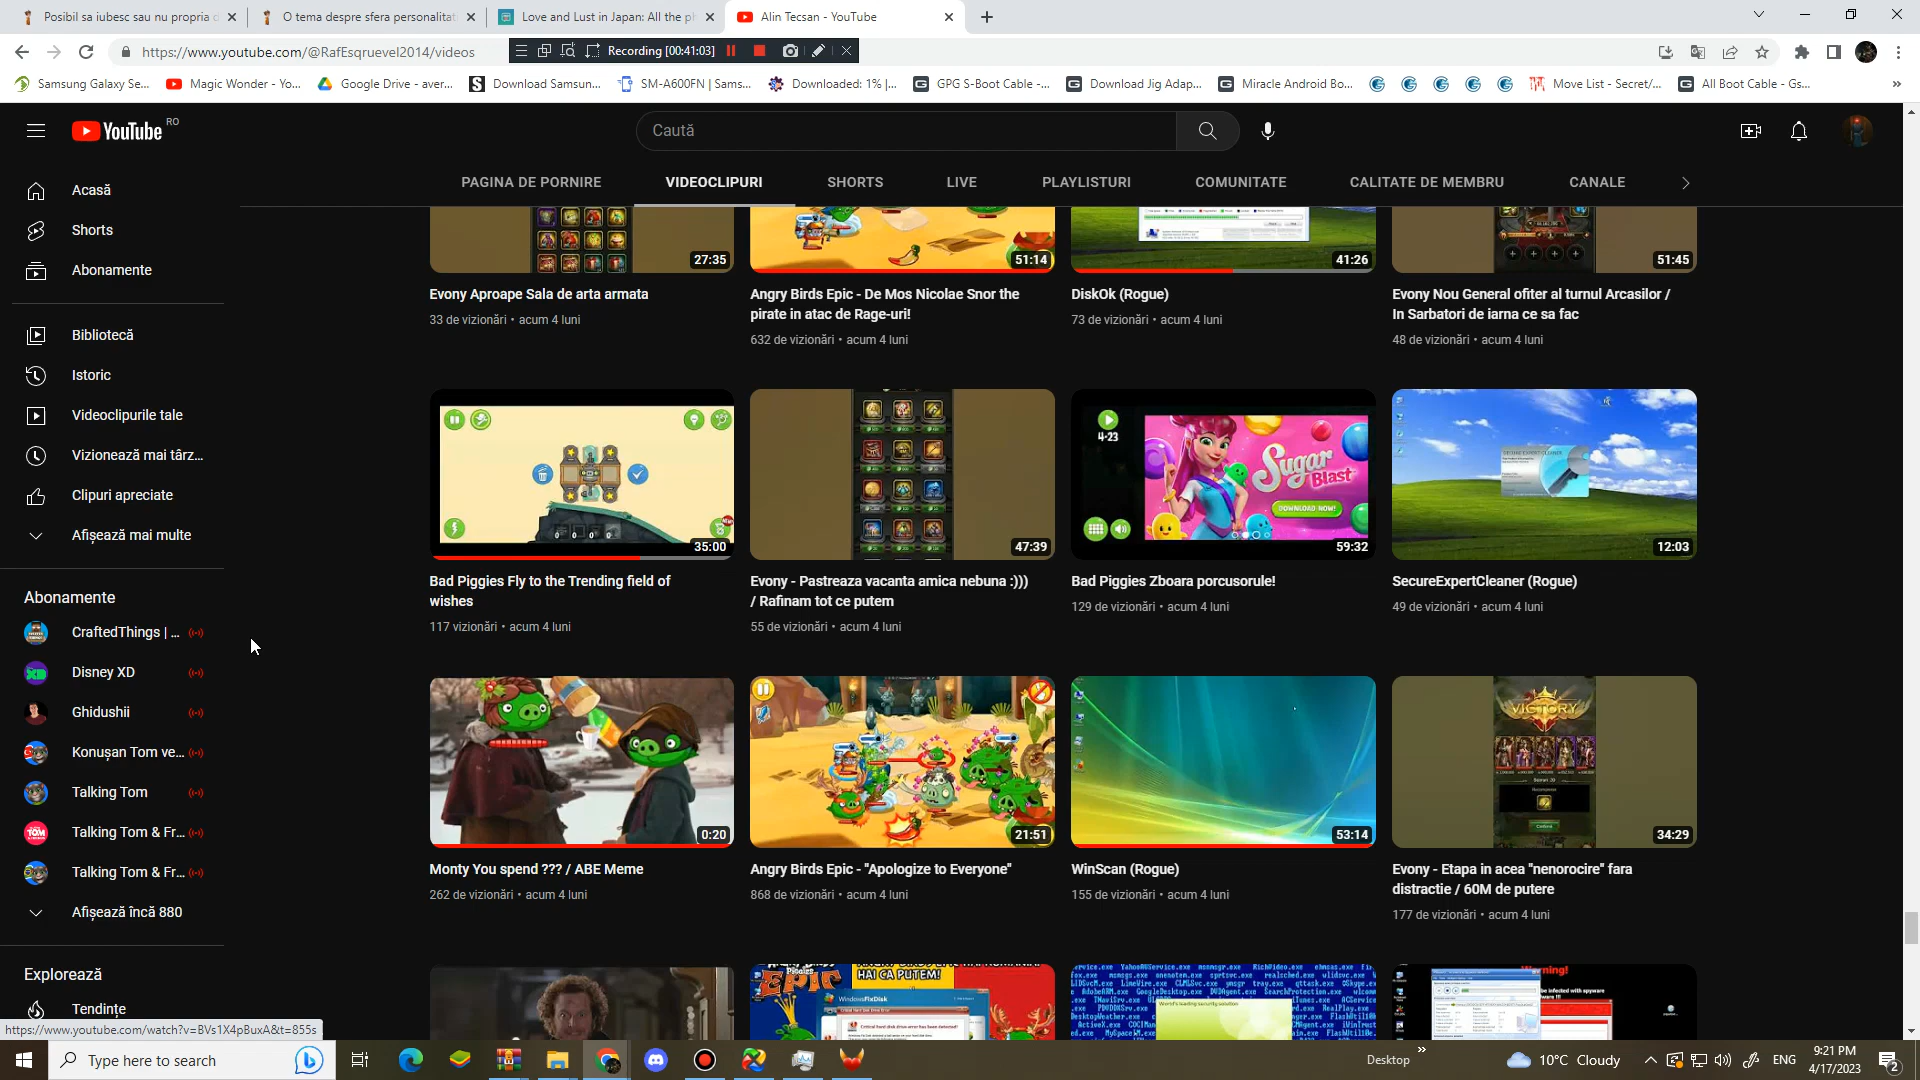 Posibil sa iubesc sau nu propria d
O tema despre sfera personalitat
Love and Lust in Japan: All the ph
Alin Tecsan - YouTube
https://www.youtube.com/@RafEsqruevel2014/videos
Recording [00:41:03]
Samsung Galaxy Se...
Magic Wonder - Yo...
Google Drive - aver...
Download Samsun...
SM-A600FN | Sams...
Downloaded: 1% |...
GPG S-Boot Cable -...
Download Jig Adap...
Miracle Android Bo...
Move List - Secret/...
All Boot Cable - Gs...
YouTube RO
Caută
PAGINA DE PORNIRE
VIDEOCLIPURI
SHORTS
LIVE
PLAYLISTURI
COMUNITATE
CALITATE DE MEMBRU
CANALE
Acasă
Shorts
Abonamente
Bibliotecă
Istoric
Videoclipurile tale
Vizionează mai târz...
Clipuri apreciate
Afișează mai multe
Abonamente
CraftedThings | ...
Disney XD
Ghidushii
Konușan Tom ve...
Talking Tom
Talking Tom & Fr...
Talking Tom & Fr...
Afișează încă 880
Explorează
Tendințe
27:35
51:14
41:26
51:45
Evony Aproape Sala de arta armata
33 de vizionări • acum 4 luni
Angry Birds Epic - De Mos Nicolae Snor the
pirate in atac de Rage-uri!
632 de vizionări • acum 4 luni
DiskOk (Rogue)
73 de vizionări • acum 4 luni
Evony Nou General ofiter al turnul Arcasilor /
In Sarbatori de iarna ce sa fac
48 de vizionări • acum 4 luni
35:00
47:39
4-23
Sugar
Blast
DOWNLOAD NOW!
59:32
12:03
Bad Piggies Fly to the Trending field of
wishes
117 vizionări • acum 4 luni
Evony - Pastreaza vacanta amica nebuna :)))
/ Rafinam tot ce putem
55 de vizionări • acum 4 luni
Bad Piggies Zboara porcusorule!
129 de vizionări • acum 4 luni
SecureExpertCleaner (Rogue)
49 de vizionări • acum 4 luni
0:20
21:51
53:14
VICTORY
34:29
Monty You spend ??? / ABE Meme
262 de vizionări • acum 4 luni
Angry Birds Epic - "Apologize to Everyone"
868 de vizionări • acum 4 luni
WinScan (Rogue)
155 de vizionări • acum 4 luni
Evony - Etapa in acea "nenorocire" fara
distractie / 60M de putere
177 de vizionări • acum 4 luni
EPIC
HAI CA PUTEM!
WindowsFixDisk
https://www.youtube.com/watch?v=BVs1X4pBuxA&t=855s
Type here to search
Desktop
10°C Cloudy
ENG
9:21 PM
4/17/2023
2